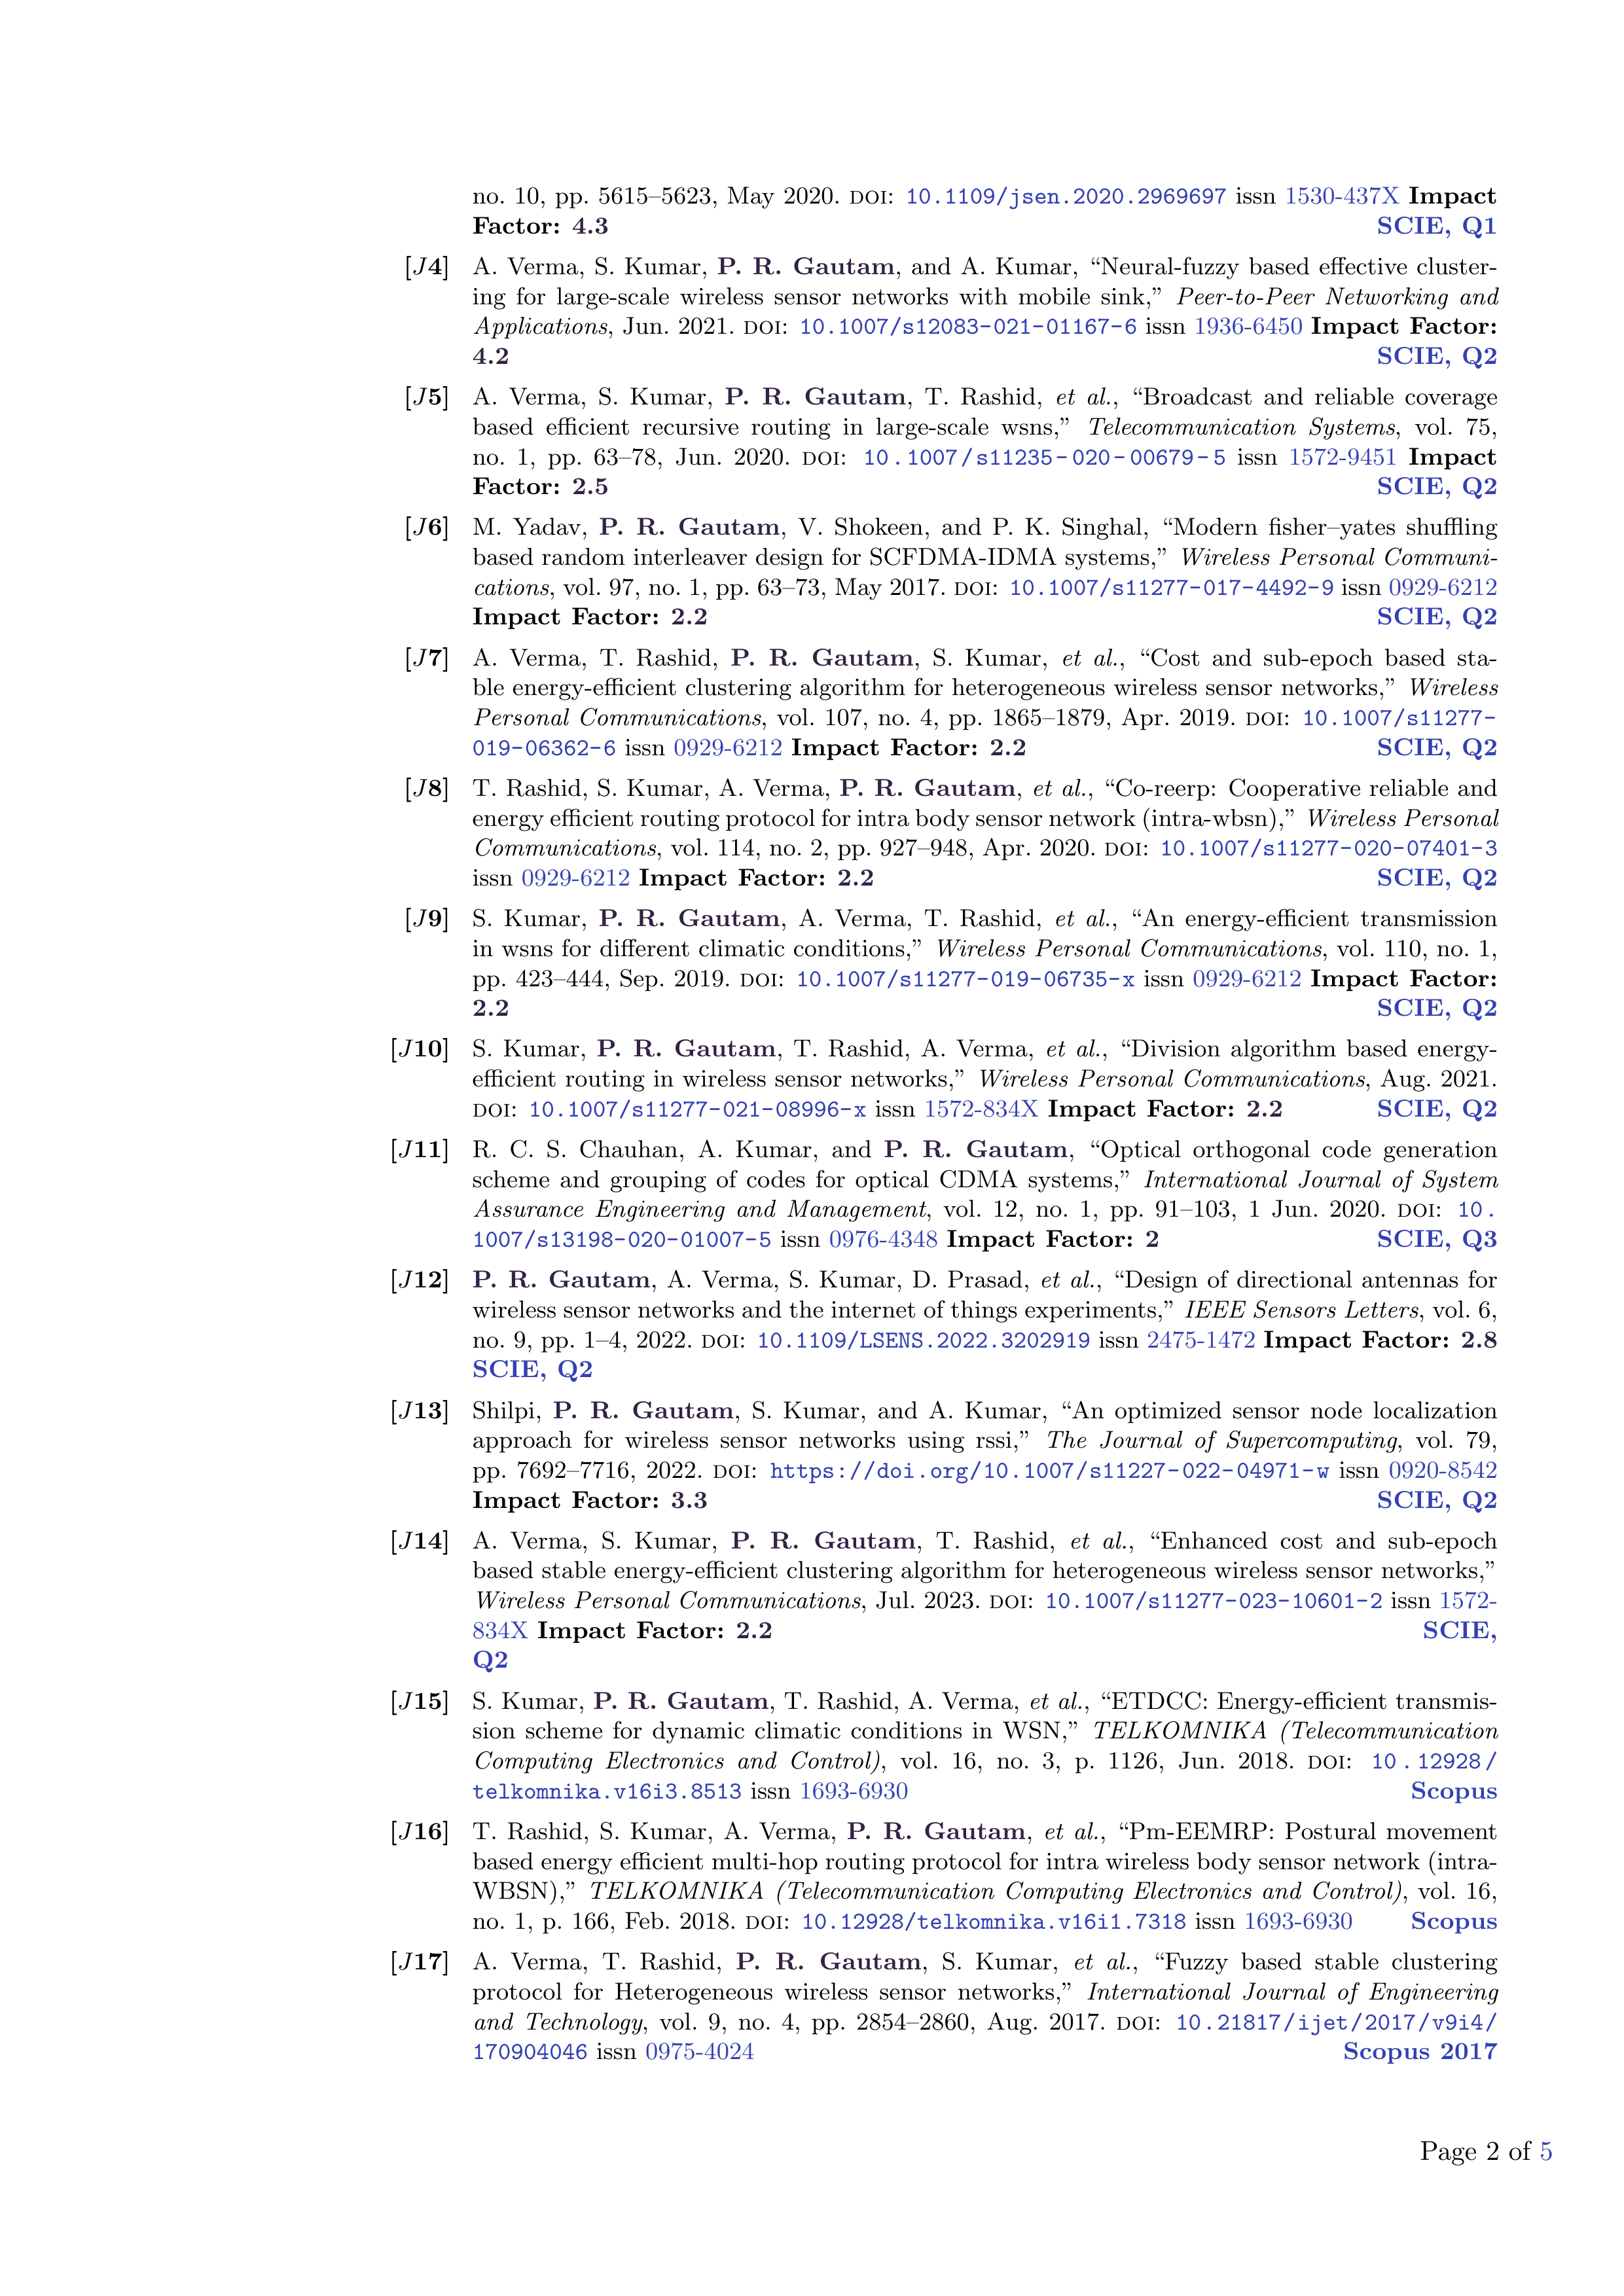 no. 10, pp. 5615–5623, May 2020. DOI: 10.1109/jsen.2020.2969697 issn 1530-437X Impact
Factor: 4.3 SCIE, Q1
[J4] A. Verma, S. Kumar, P. R. Gautam, and A. Kumar, “Neural-fuzzy based effective cluster-
ing for large-scale wireless sensor networks with mobile sink,” Peer-to-Peer Networking and
Applications, Jun. 2021. DOI: 10.1007/s12083-021-01167-6 issn 1936-6450 Impact Factor:
4.2 SCIE, Q2
[J5] A. Verma, S. Kumar, P. R. Gautam, T. Rashid, et al., “Broadcast and reliable coverage
based efficient recursive routing in large-scale wsns,” Telecommunication Systems, vol. 75,
no. 1, pp. 63–78, Jun. 2020. DOI: 10.1007/s11235-020-00679-5 issn 1572-9451 Impact
Factor: 2.5 SCIE, Q2
[J6] M. Yadav, P. R. Gautam, V. Shokeen, and P. K. Singhal, “Modern fisher–yates shuffling
based random interleaver design for SCFDMA-IDMA systems,” Wireless Personal Communi-
cations, vol. 97, no. 1, pp. 63–73, May 2017. DOI: 10.1007/s11277-017-4492-9 issn 0929-6212
Impact Factor: 2.2 SCIE, Q2
[J7] A. Verma, T. Rashid, P. R. Gautam, S. Kumar, et al., “Cost and sub-epoch based sta-
ble energy-efficient clustering algorithm for heterogeneous wireless sensor networks,” Wireless
Personal Communications, vol. 107, no. 4, pp. 1865–1879, Apr. 2019. DOI: 10.1007/s11277-
019-06362-6 issn 0929-6212 Impact Factor: 2.2 SCIE, Q2
[J8] T. Rashid, S. Kumar, A. Verma, P. R. Gautam, et al., “Co-reerp: Cooperative reliable and
energy efficient routing protocol for intra body sensor network (intra-wbsn),” Wireless Personal
Communications, vol. 114, no. 2, pp. 927–948, Apr. 2020. DOI: 10.1007/s11277-020-07401-3
issn 0929-6212 Impact Factor: 2.2 SCIE, Q2
[J9] S. Kumar, P. R. Gautam, A. Verma, T. Rashid, et al., “An energy-efficient transmission
in wsns for different climatic conditions,” Wireless Personal Communications, vol. 110, no. 1,
pp. 423–444, Sep. 2019. DOI: 10.1007/s11277-019-06735-x issn 0929-6212 Impact Factor:
2.2 SCIE, Q2
[J10] S. Kumar, P. R. Gautam, T. Rashid, A. Verma, et al., “Division algorithm based energy-
efficient routing in wireless sensor networks,” Wireless Personal Communications, Aug. 2021.
DOI: 10.1007/s11277-021-08996-x issn 1572-834X Impact Factor: 2.2 SCIE, Q2
[J11] R. C. S. Chauhan, A. Kumar, and P. R. Gautam, “Optical orthogonal code generation
scheme and grouping of codes for optical CDMA systems,” International Journal of System
Assurance Engineering and Management, vol. 12, no. 1, pp. 91–103, 1 Jun. 2020. DOI: 10.
1007/s13198-020-01007-5 issn 0976-4348 Impact Factor: 2 SCIE, Q3
[J12] P. R. Gautam, A. Verma, S. Kumar, D. Prasad, et al., “Design of directional antennas for
wireless sensor networks and the internet of things experiments,” IEEE Sensors Letters, vol. 6,
no. 9, pp. 1–4, 2022. DOI: 10.1109/LSENS.2022.3202919 issn 2475-1472 Impact Factor: 2.8
SCIE, Q2
[J13] Shilpi, P. R. Gautam, S. Kumar, and A. Kumar, “An optimized sensor node localization
approach for wireless sensor networks using rssi,” The Journal of Supercomputing, vol. 79,
pp. 7692–7716, 2022. DOI: https://doi.org/10.1007/s11227-022-04971-w issn 0920-8542
Impact Factor: 3.3 SCIE, Q2
[J14] A. Verma, S. Kumar, P. R. Gautam, T. Rashid, et al., “Enhanced cost and sub-epoch
based stable energy-efficient clustering algorithm for heterogeneous wireless sensor networks,”
Wireless Personal Communications, Jul. 2023. DOI: 10.1007/s11277-023-10601-2 issn 1572-
834X Impact Factor: 2.2 SCIE,
Q2
[J15] S. Kumar, P. R. Gautam, T. Rashid, A. Verma, et al., “ETDCC: Energy-efficient transmis-
sion scheme for dynamic climatic conditions in WSN,” TELKOMNIKA (Telecommunication
Computing Electronics and Control), vol. 16, no. 3, p. 1126, Jun. 2018. DOI: 10.12928/
telkomnika.v16i3.8513 issn 1693-6930 Scopus
[J16] T. Rashid, S. Kumar, A. Verma, P. R. Gautam, et al., “Pm-EEMRP: Postural movement
based energy efficient multi-hop routing protocol for intra wireless body sensor network (intra-
WBSN),” TELKOMNIKA (Telecommunication Computing Electronics and Control), vol. 16,
no. 1, p. 166, Feb. 2018. DOI: 10.12928/telkomnika.v16i1.7318 issn 1693-6930 Scopus
[J17] A. Verma, T. Rashid, P. R. Gautam, S. Kumar, et al., “Fuzzy based stable clustering
protocol for Heterogeneous wireless sensor networks,” International Journal of Engineering
and Technology, vol. 9, no. 4, pp. 2854–2860, Aug. 2017. DOI: 10.21817/ijet/2017/v9i4/
170904046 issn 0975-4024 Scopus 2017
Page 2 of 5